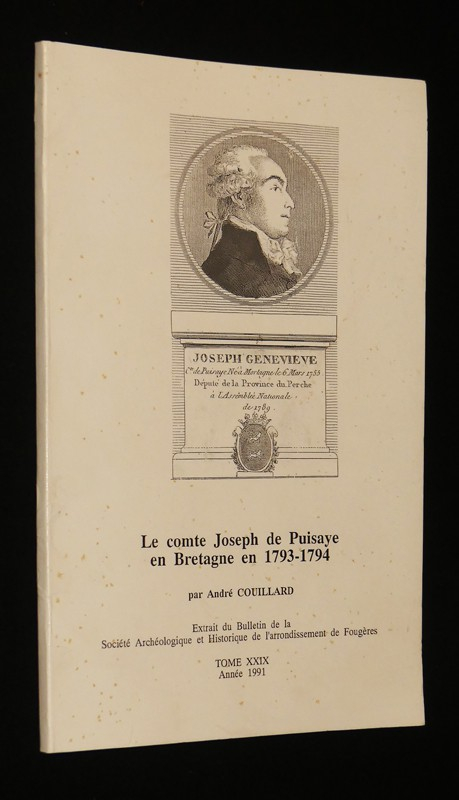 JOSEPH GENEVIEVE
Cte. de Puisaye Né à Mortagne le 6 Mars 1755
Député de la Province du Perche
à L'Assemblée Nationale
de 1789
Le comte Joseph de Puisaye
en Bretagne en 1793-1794
par André COUILLARD
Extrait du Bulletin de la
Société Archéologique et Historique de l'arrondissement de Fougères
TOME XXIX
Année 1991